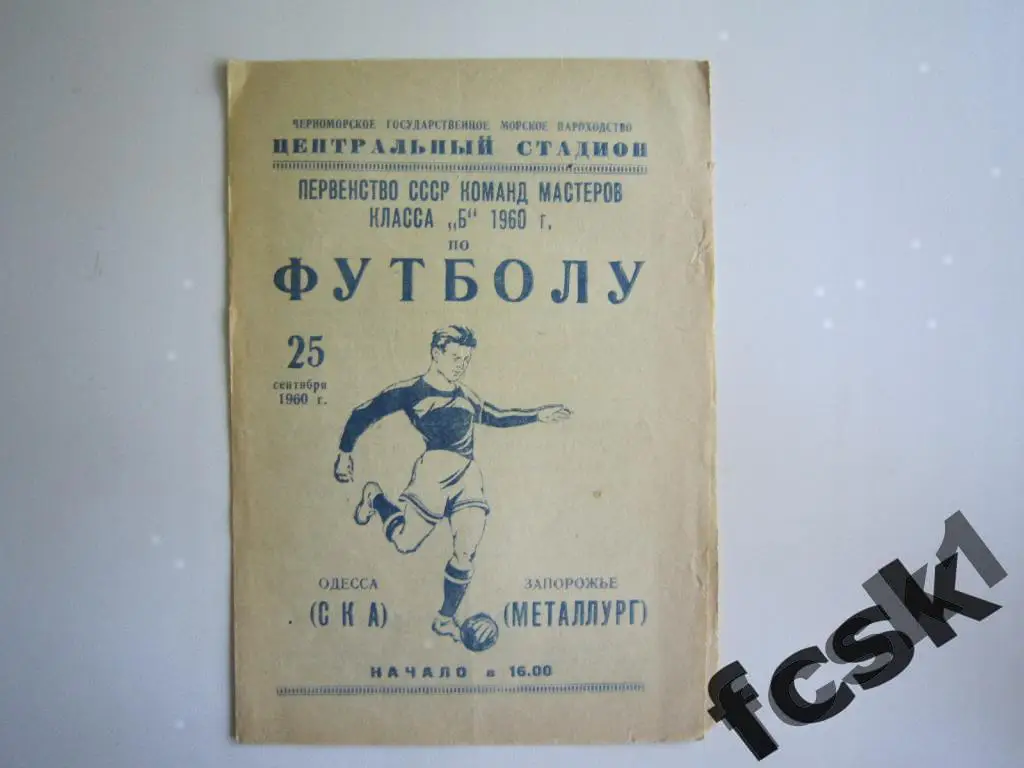 ЧЕРНОМОРСКОЕ ГОСУДАРСТВЕННОЕ МОРСКОЕ ПАРОХОДСТВО
ЦЕНТРАЛЬНЫЙ СТАДИОН
ПЕРВЕНСТВО СССР КОМАНД МАСТЕРОВ
КЛАССА „Б“ 1960 г.
ПО
ФУТБОЛУ
25
сентября
1960 г.
ОДЕССА
(СКА)
ЗАПОРОЖЬЕ
(МЕТАЛЛУРГ)
НАЧАЛО в 16.00
fcsk1